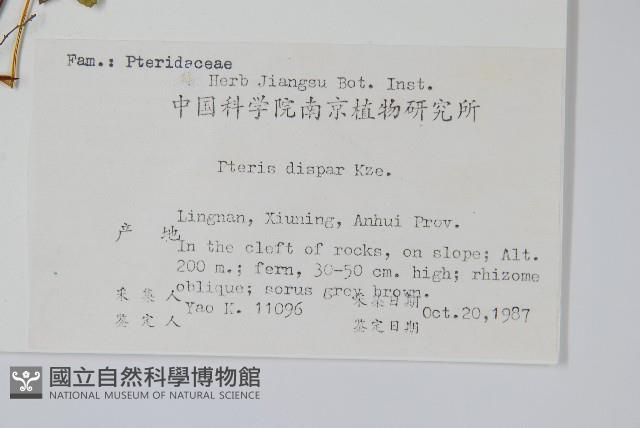 Fam.: Pteridaceae
Herb Jiangsu Bot. Inst.
中国科学院南京植物研究所
Pteris dispar Kze.
Lingnan, Xiuning, Anhui Prov.
产 地
In the cleft of rocks, on slope; Alt.
200 m.; fern, 30-50 cm. high; rhizome
oblique; sorus grey brown.
采 集 人 Yao K. 11096 采集日期 Oct.20,1987
鉴 定 人 鉴定日期
國立自然科學博物館
NATIONAL MUSEUM OF NATURAL SCIENCE